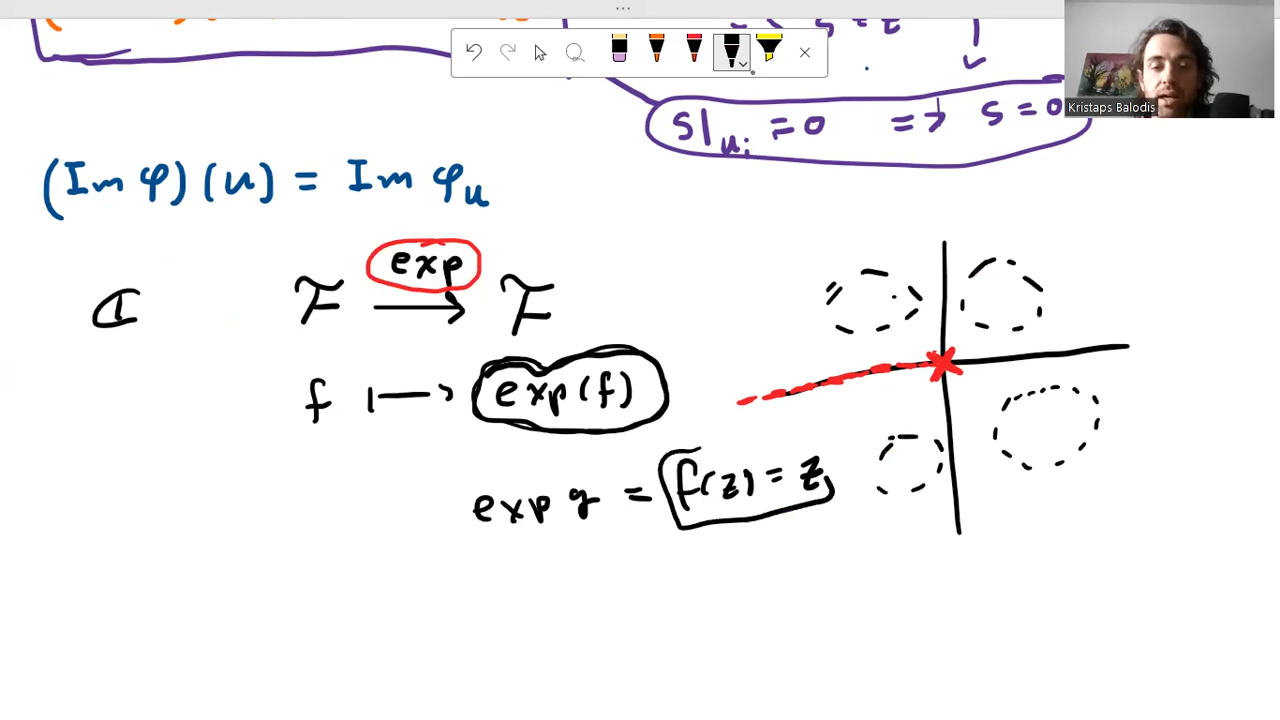 S|_{U_i} = 0 => S = 0
Kristaps Balodis
(Im φ)(U) = Im φ_U
exp
ℂ ℱ → ℱ
f ↦ exp(f)
exp g = f(z) = z